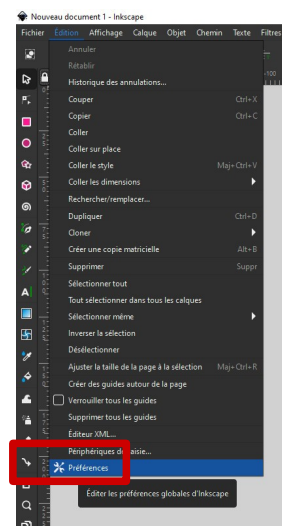 Nouveau document 1 - Inkscape
Fichier Édition Affichage Calque Objet Chemin Texte Filtres
Annuler
Rétablir
Historique des annulations...
-100
Couper Ctrl+X
Copier Ctrl+C
Coller
Coller sur place
Coller le style Maj+Ctrl+V
Coller les dimensions
Rechercher/remplacer...
Dupliquer Ctrl+D
Cloner
Créer une copie matricielle Alt+B
Supprimer Suppr
Sélectionner tout
Tout sélectionner dans tous les calques
Sélectionner même
Inverser la sélection
Désélectionner
Ajuster la taille de la page à la sélection Maj+Ctrl+R
Créer des guides autour de la page
Verrouiller tous les guides
Supprimer tous les guides
Éditeur XML...
Périphériques
Préférences
Éditer les préférences globales d'Inkscape